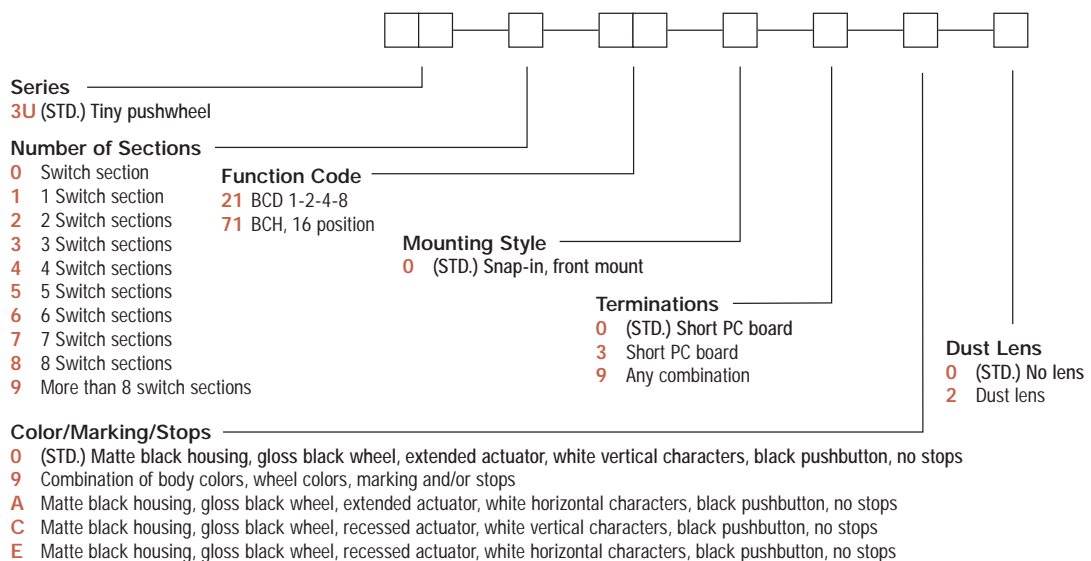 Series
3U (STD.) Tiny pushwheel
Number of Sections
0 Switch section
1 1 Switch section
2 2 Switch sections
3 3 Switch sections
4 4 Switch sections
5 5 Switch sections
6 6 Switch sections
7 7 Switch sections
8 8 Switch sections
9 More than 8 switch sections
Function Code
21 BCD 1-2-4-8
71 BCH, 16 position
Mounting Style
0 (STD.) Snap-in, front mount
Terminations
0 (STD.) Short PC board
3 Short PC board
9 Any combination
Dust Lens
0 (STD.) No lens
2 Dust lens
Color/Marking/Stops
0 (STD.) Matte black housing, gloss black wheel, extended actuator, white vertical characters, black pushbutton, no stops
9 Combination of body colors, wheel colors, marking and/or stops
A Matte black housing, gloss black wheel, extended actuator, white horizontal characters, black pushbutton, no stops
C Matte black housing, gloss black wheel, recessed actuator, white vertical characters, black pushbutton, no stops
E Matte black housing, gloss black wheel, recessed actuator, white horizontal characters, black pushbutton, no stops